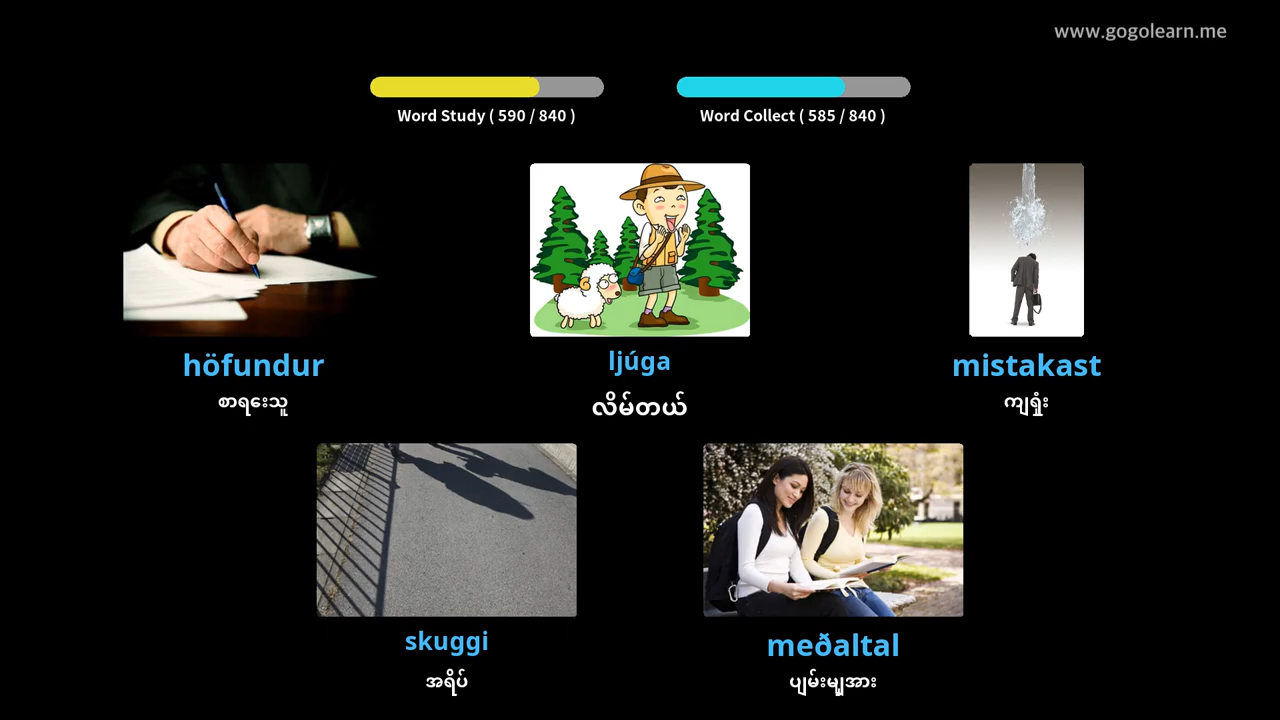 www.gogolearn.me
Word Study ( 590 / 840 )
Word Collect ( 585 / 840 )
höfundur
စာရေးသူ
ljúga
လိမ်တယ်
mistakast
ကျရှုံး
skuggi
အရိပ်
meðaltal
ပျမ်းမျှအား